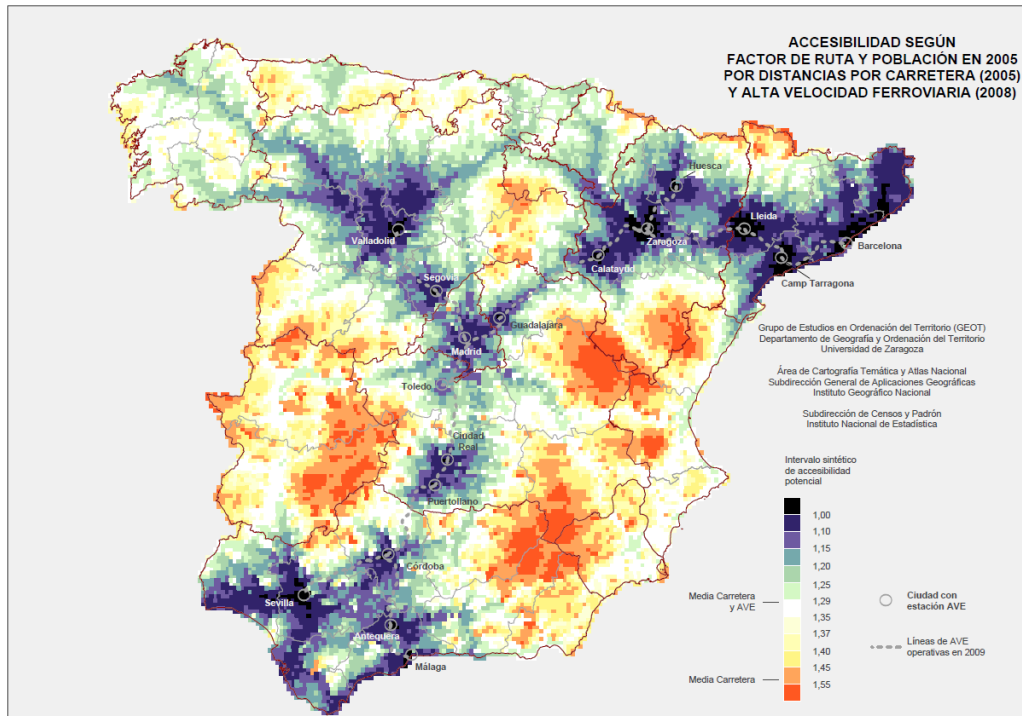 ACCESIBILIDAD SEGÚN
FACTOR DE RUTA Y POBLACIÓN EN 2005
POR DISTANCIAS POR CARRETERA (2005)
Y ALTA VELOCIDAD FERROVIARIA (2008)
Huesca
Lleida
Zaragoza
Barcelona
Calatayud
Camp Tarragona
Valladolid
Segovia
Guadalajara
Madrid
Toledo
Ciudad
Real
Puertollano
Córdoba
Sevilla
Antequera
Málaga
Grupo de Estudios en Ordenación del Territorio (GEOT)
Departamento de Geografía y Ordenación del Territorio
Universidad de Zaragoza
Área de Cartografía Temática y Atlas Nacional
Subdirección General de Aplicaciones Geográficas
Instituto Geográfico Nacional
Subdirección de Censos y Padrón
Instituto Nacional de Estadística
Intervalo sintético
de accesibilidad
potencial
1,00
1,10
1,15
1,20
1,25
1,29
1,35
1,37
1,40
1,45
1,55
Media Carretera
y AVE
Media Carretera
Ciudad con
estación AVE
Líneas de AVE
operativas en 2009